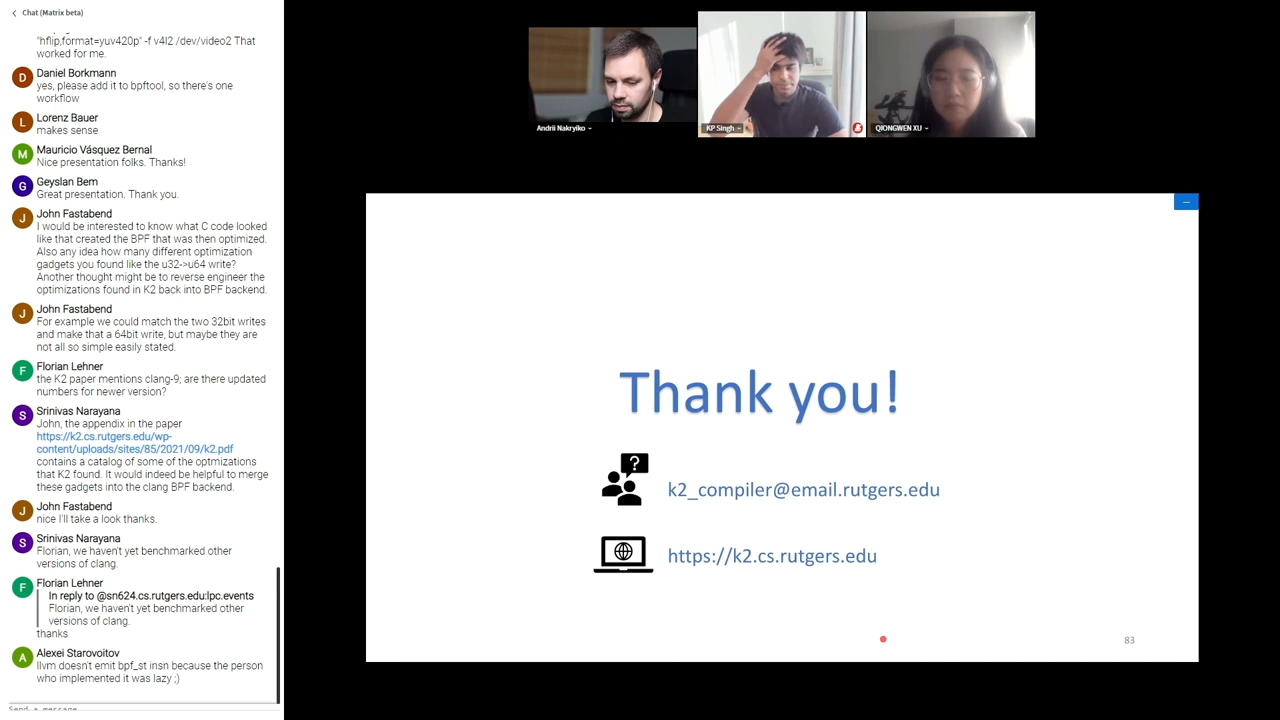 Chat (Matrix beta)
"hflip,format=yuv420p" -f v4l2 /dev/video2 That
worked for me.
D
Daniel Borkmann
yes, please add it to bpftool, so there's one
workflow
L
Lorenz Bauer
makes sense
M
Mauricio Vásquez Bernal
Nice presentation folks. Thanks!
G
Geyslan Bem
Great presentation. Thank you.
J
John Fastabend
I would be interested to know what C code looked
like that created the BPF that was then optimized.
Also any idea how many different optimization
gadgets you found like the u32->u64 write?
Another thought might be to reverse engineer the
optimizations found in K2 back into BPF backend.
J
John Fastabend
For example we could match the two 32bit writes
and make that a 64bit write, but maybe they are
not all so simple easily stated.
F
Florian Lehner
the K2 paper mentions clang-9; are there updated
numbers for newer version?
S
Srinivas Narayana
John, the appendix in the paper
https://k2.cs.rutgers.edu/wp-
content/uploads/sites/85/2021/09/k2.pdf
contains a catalog of some of the optmizations
that K2 found. It would indeed be helpful to merge
these gadgets into the clang BPF backend.
J
John Fastabend
nice I'll take a look thanks.
S
Srinivas Narayana
Florian, we haven't yet benchmarked other
versions of clang.
F
Florian Lehner
In reply to @sn624.cs.rutgers.edu:lpc.events
Florian, we haven't yet benchmarked other
versions of clang.
thanks
A
Alexei Starovoitov
llvm doesn't emit bpf_st insn because the person
who implemented it was lazy ;)
Send a message
Andrii Nakryiko
KP Singh
QIONGWEN XU
Thank you!
?
k2_compiler@email.rutgers.edu
https://k2.cs.rutgers.edu
83